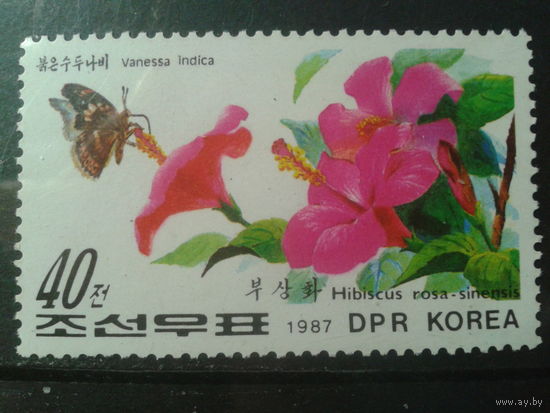 붉은수두나비 Vanessa indica
40전
부상화 Hibiscus rosa-sinensis
조선우표 1987 DPR KOREA
www.ay.by